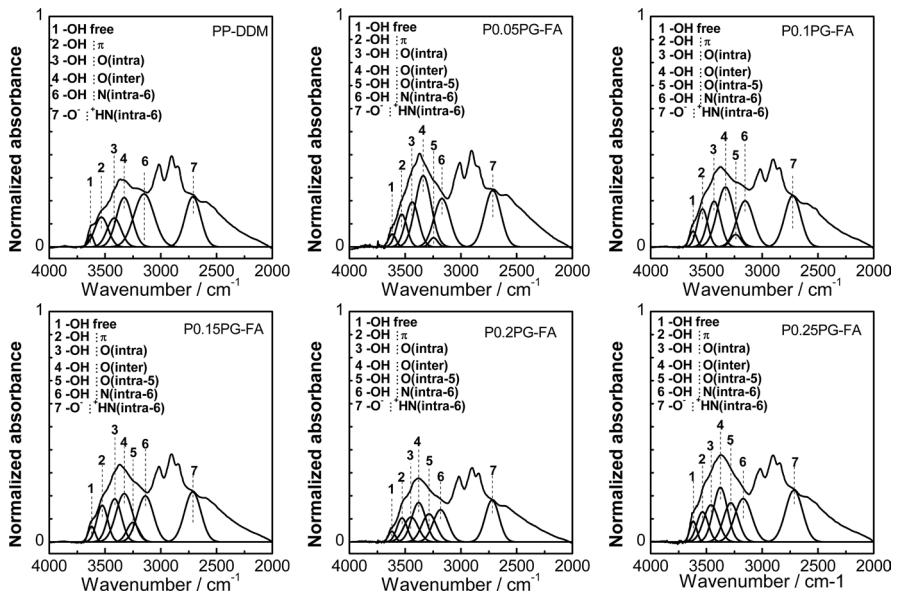 1
PP-DDM
1 -OH free
2 -OH ⋮ π
3 -OH ⋮ O(intra)
4 -OH ⋮ O(inter)
6 -OH ⋮ N(intra-6)
7 -O⁻ ⋮ ⁺HN(intra-6)
1 2 3 4 6 7
Normalized absorbance
0
4000 3500 3000 2500 2000
Wavenumber / cm⁻¹
1
P0.05PG-FA
1 -OH free
2 -OH ⋮ π
3 -OH ⋮ O(intra)
4 -OH ⋮ O(inter)
5 -OH ⋮ O(intra-5)
6 -OH ⋮ N(intra-6)
7 -O⁻ ⋮ ⁺HN(intra-6)
1 2 3 4 5 6 7
Normalized absorbance
0
4000 3500 3000 2500 2000
Wavenumber / cm⁻¹
1
P0.1PG-FA
1 -OH free
2 -OH ⋮ π
3 -OH ⋮ O(intra)
4 -OH ⋮ O(inter)
5 -OH ⋮ O(intra-5)
6 -OH ⋮ N(intra-6)
7 -O⁻ ⋮ ⁺HN(intra-6)
1 2 3 4 5 6 7
Normalized absorbance
0
4000 3500 3000 2500 2000
Wavenumber / cm⁻¹
1
P0.15PG-FA
1 -OH free
2 -OH ⋮ π
3 -OH ⋮ O(intra)
4 -OH ⋮ O(inter)
5 -OH ⋮ O(intra-5)
6 -OH ⋮ N(intra-6)
7 -O⁻ ⋮ ⁺HN(intra-6)
1 2 3 4 5 6 7
Normalized absorbance
0
4000 3500 3000 2500 2000
Wavenumber / cm⁻¹
1
P0.2PG-FA
1 -OH free
2 -OH ⋮ π
3 -OH ⋮ O(intra)
4 -OH ⋮ O(inter)
5 -OH ⋮ O(intra-5)
6 -OH ⋮ N(intra-6)
7 -O⁻ ⋮ ⁺HN(intra-6)
1 2 3 4 5 6 7
Normalized absorbance
0
4000 3500 3000 2500 2000
Wavenumber / cm⁻¹
1
P0.25PG-FA
1 -OH free
2 -OH ⋮ π
3 -OH ⋮ O(intra)
4 -OH ⋮ O(inter)
5 -OH ⋮ O(intra-5)
6 -OH ⋮ N(intra-6)
7 -O⁻ ⋮ ⁺HN(intra-6)
1 2 3 4 5 6 7
Normalized absorbance
0
4000 3500 3000 2500 2000
Wavenumber / cm-1